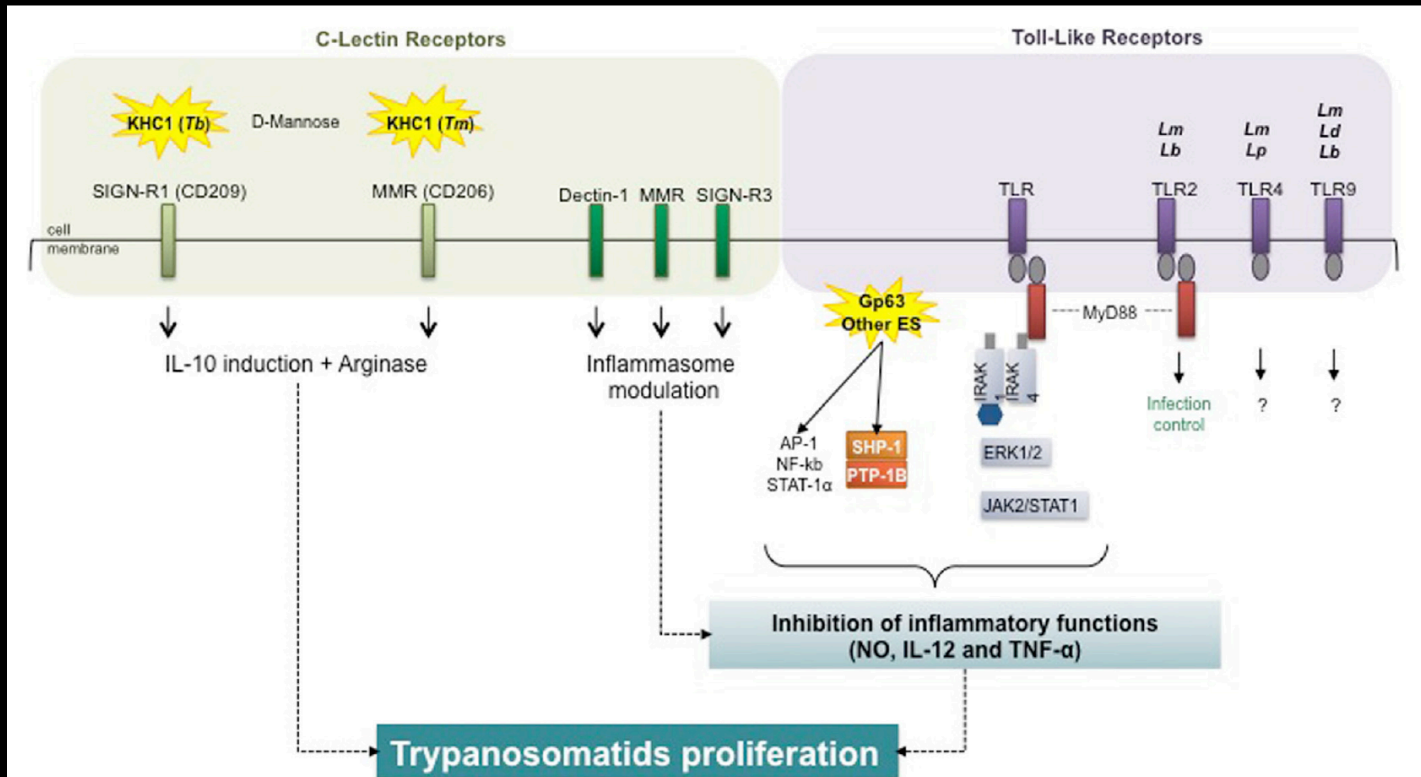 C-Lectin Receptors
Toll-Like Receptors
KHC1 (Tb)
D-Mannose
KHC1 (Tm)
Lm
Lb
Lm
Lp
Lm
Ld
Lb
SIGN-R1 (CD209)
MMR (CD206)
Dectin-1
MMR
SIGN-R3
TLR
TLR2
TLR4
TLR9
cell
membrane
Gp63
Other ES
MyD88
IL-10 induction + Arginase
Inflammasome
modulation
IRAK
1
IRAK
4
Infection
control
?
?
AP-1
NF-kb
STAT-1α
SHP-1
PTP-1B
ERK1/2
JAK2/STAT1
Inhibition of inflammatory functions
(NO, IL-12 and TNF-α)
Trypanosomatids proliferation